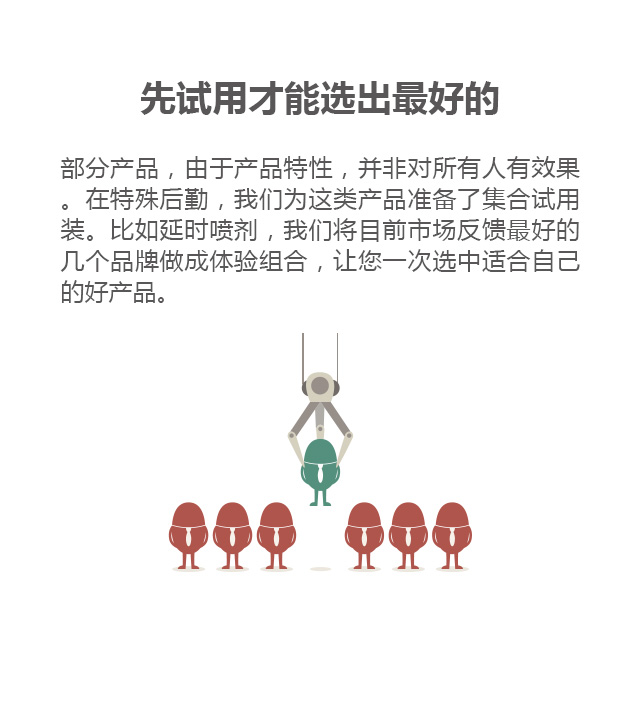 先试用才能选出最好的
部分产品，由于产品特性，并非对所有人有效果
。在特殊后勤，我们为这类产品准备了集合试用
装。比如延时喷剂，我们将目前市场反馈最好的
几个品牌做成体验组合，让您一次选中适合自己
的好产品。